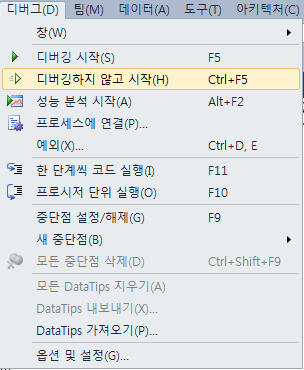 디버그(D) 팀(M) 데이터(A) 도구(T) 아키텍처(C)
창(W)
디버깅 시작(S) F5
디버깅하지 않고 시작(H) Ctrl+F5
성능 분석 시작(A) Alt+F2
프로세스에 연결(P)...
예외(X)... Ctrl+D, E
한 단계씩 코드 실행(I) F11
프로시저 단위 실행(O) F10
중단점 설정/해제(G) F9
새 중단점(B)
모든 중단점 삭제(D) Ctrl+Shift+F9
모든 DataTips 지우기(A)
DataTips 내보내기(X)...
DataTips 가져오기(P)...
옵션 및 설정(G)...